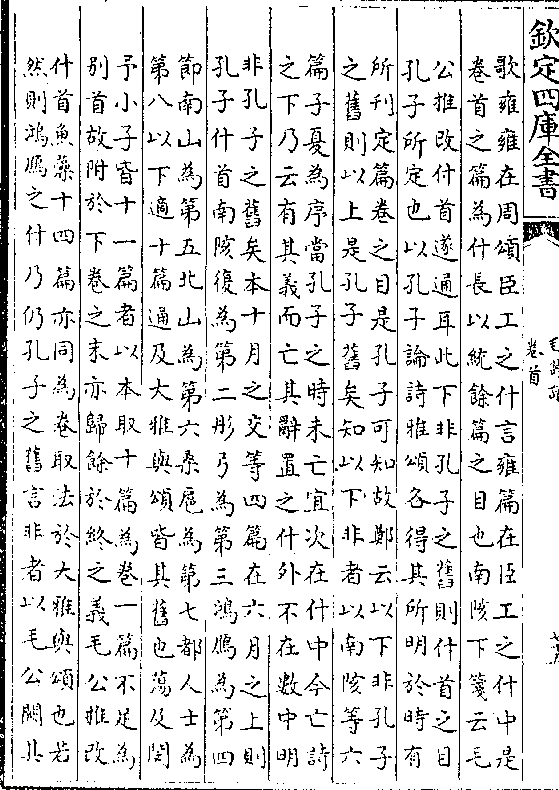 欽定四庫全書
毛詩
卷首
歌雍雍在周頌臣工之什言雍篇在臣工之什中是
卷首之篇為什長以統餘篇之目也南陔下箋云毛
公推改什首遂通耳此下非孔子之舊則什首之目
孔子所定也以孔子論詩雅頌各得其所明於時有
所刋定篇卷之目是孔子可知故鄭云以下非孔子
之舊則以上是孔子舊矣知以下非者以南陔等六
篇子夏為序當孔子之時未亡宜次在什中今亡詩
之下乃云有其義而亡其辭置之什外不在數中明
非孔子之舊矣本十月之交等四篇在六月之上則
孔子什首南陔復為第二彤弓為第三鴻鴈為第四
節南山為第五北山為第六桑扈為第七都人士為
第八以下適十篇通及大雅與頌皆其舊也蕩及閔
予小子皆十一篇者以本取十篇為卷一篇不足為
別首故附於下卷之末亦歸餘於終之義毛公推改
什首魚藻十四篇亦同為卷取法於大雅與頌也若
然則鴻鴈之什乃仍孔子之舊言非者以毛公闕其